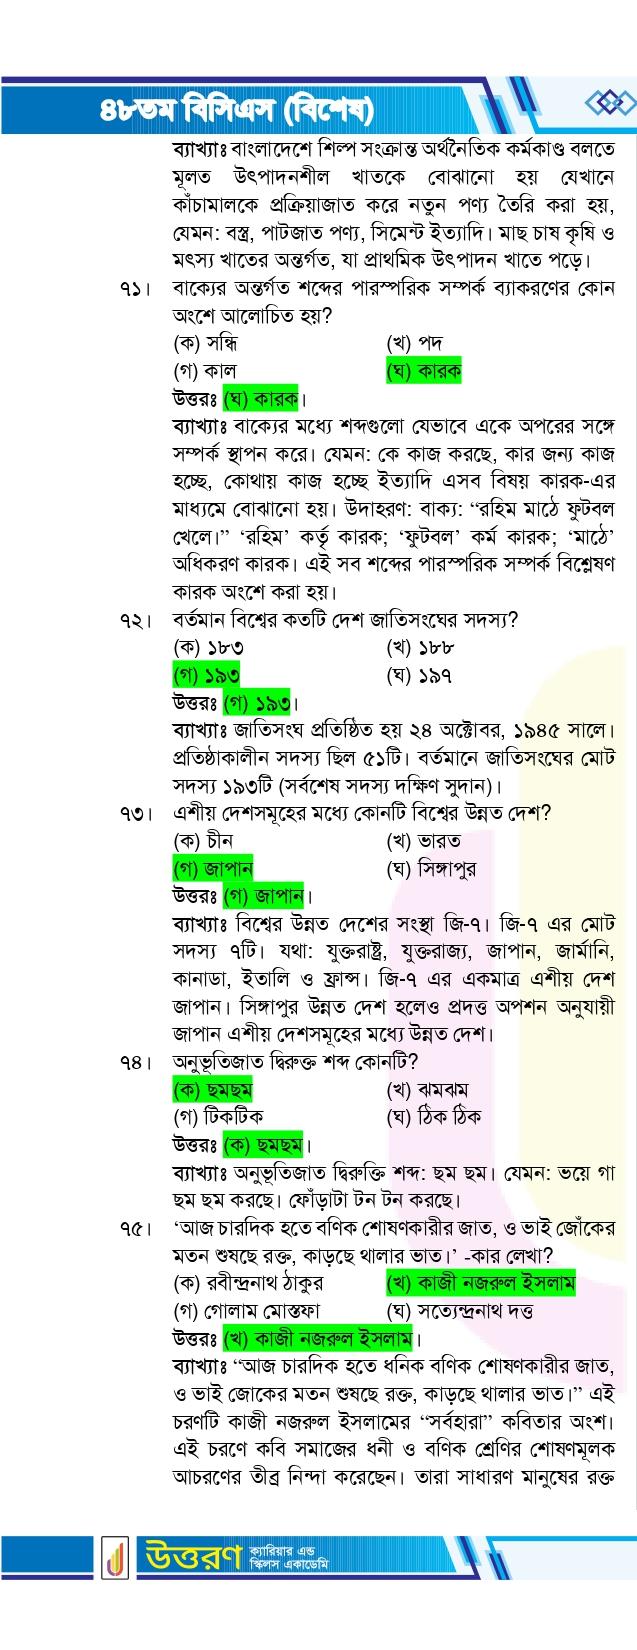 ৪৮তম বিসিএস (বিশেষ)
ব্যাখ্যাঃ বাংলাদেশে শিল্প সংক্রান্ত অর্থনৈতিক কর্মকাণ্ড বলতে
মূলত উৎপাদনশীল খাতকে বোঝানো হয় যেখানে
কাঁচামালকে প্রক্রিয়াজাত করে নতুন পণ্য তৈরি করা হয়,
যেমন: বস্ত্র, পাটজাত পণ্য, সিমেন্ট ইত্যাদি। মাছ চাষ কৃষি ও
মৎস্য খাতের অন্তর্গত, যা প্রাথমিক উৎপাদন খাতে পড়ে।
৭১। বাক্যের অন্তর্গত শব্দের পারস্পরিক সম্পর্ক ব্যাকরণের কোন
অংশে আলোচিত হয়?
(ক) সন্ধি (খ) পদ
(গ) কাল (ঘ) কারক
উত্তরঃ (ঘ) কারক।
ব্যাখ্যাঃ বাক্যের মধ্যে শব্দগুলো যেভাবে একে অপরের সঙ্গে
সম্পর্ক স্থাপন করে। যেমন: কে কাজ করছে, কার জন্য কাজ
হচ্ছে, কোথায় কাজ হচ্ছে ইত্যাদি এসব বিষয় কারক-এর
মাধ্যমে বোঝানো হয়। উদাহরণ: বাক্য: “রহিম মাঠে ফুটবল
খেলে।” ‘রহিম’ কর্তৃ কারক; ‘ফুটবল’ কর্ম কারক; ‘মাঠে’
অধিকরণ কারক। এই সব শব্দের পারস্পরিক সম্পর্ক বিশ্লেষণ
কারক অংশে করা হয়।
৭২। বর্তমান বিশ্বের কতটি দেশ জাতিসংঘের সদস্য?
(ক) ১৮৩ (খ) ১৮৮
(গ) ১৯৩ (ঘ) ১৯৭
উত্তরঃ (গ) ১৯৩।
ব্যাখ্যাঃ জাতিসংঘ প্রতিষ্ঠিত হয় ২৪ অক্টোবর, ১৯৪৫ সালে।
প্রতিষ্ঠাকালীন সদস্য ছিল ৫১টি। বর্তমানে জাতিসংঘের মোট
সদস্য ১৯৩টি (সর্বশেষ সদস্য দক্ষিণ সুদান)।
৭৩। এশীয় দেশসমূহের মধ্যে কোনটি বিশ্বের উন্নত দেশ?
(ক) চীন (খ) ভারত
(গ) জাপান (ঘ) সিঙ্গাপুর
উত্তরঃ (গ) জাপান।
ব্যাখ্যাঃ বিশ্বের উন্নত দেশের সংস্থা জি-৭। জি-৭ এর মোট
সদস্য ৭টি। যথা: যুক্তরাষ্ট্র, যুক্তরাজ্য, জাপান, জার্মানি,
কানাডা, ইতালি ও ফ্রান্স। জি-৭ এর একমাত্র এশীয় দেশ
জাপান। সিঙ্গাপুর উন্নত দেশ হলেও প্রদত্ত অপশন অনুযায়ী
জাপান এশীয় দেশসমূহের মধ্যে উন্নত দেশ।
৭৪। অনুভূতিজাত দ্বিরুক্ত শব্দ কোনটি?
(ক) ছমছম (খ) ঝমঝম
(গ) টিকটিক (ঘ) ঠিক ঠিক
উত্তরঃ (ক) ছমছম।
ব্যাখ্যাঃ অনুভূতিজাত দ্বিরুক্তি শব্দ: ছম ছম। যেমন: ভয়ে গা
ছম ছম করছে। ফোঁড়াটা টন টন করছে।
৭৫। ‘আজ চারদিক হতে বণিক শোষণকারীর জাত, ও ভাই জোঁকের
মতন শুষছে রক্ত, কাড়ছে থালার ভাত।’ -কার লেখা?
(ক) রবীন্দ্রনাথ ঠাকুর (খ) কাজী নজরুল ইসলাম
(গ) গোলাম মোস্তফা (ঘ) সত্যেন্দ্রনাথ দত্ত
উত্তরঃ (খ) কাজী নজরুল ইসলাম।
ব্যাখ্যাঃ “আজ চারদিক হতে ধনিক বণিক শোষণকারীর জাত,
ও ভাই জোকের মতন শুষছে রক্ত, কাড়ছে থালার ভাত।” এই
চরণটি কাজী নজরুল ইসলামের “সর্বহারা” কবিতার অংশ।
এই চরণে কবি সমাজের ধনী ও বণিক শ্রেণির শোষণমূলক
আচরণের তীব্র নিন্দা করেছেন। তারা সাধারণ মানুষের রক্ত
উত্তরণ ক্যারিয়ার এন্ড
স্কিলস একাডেমি